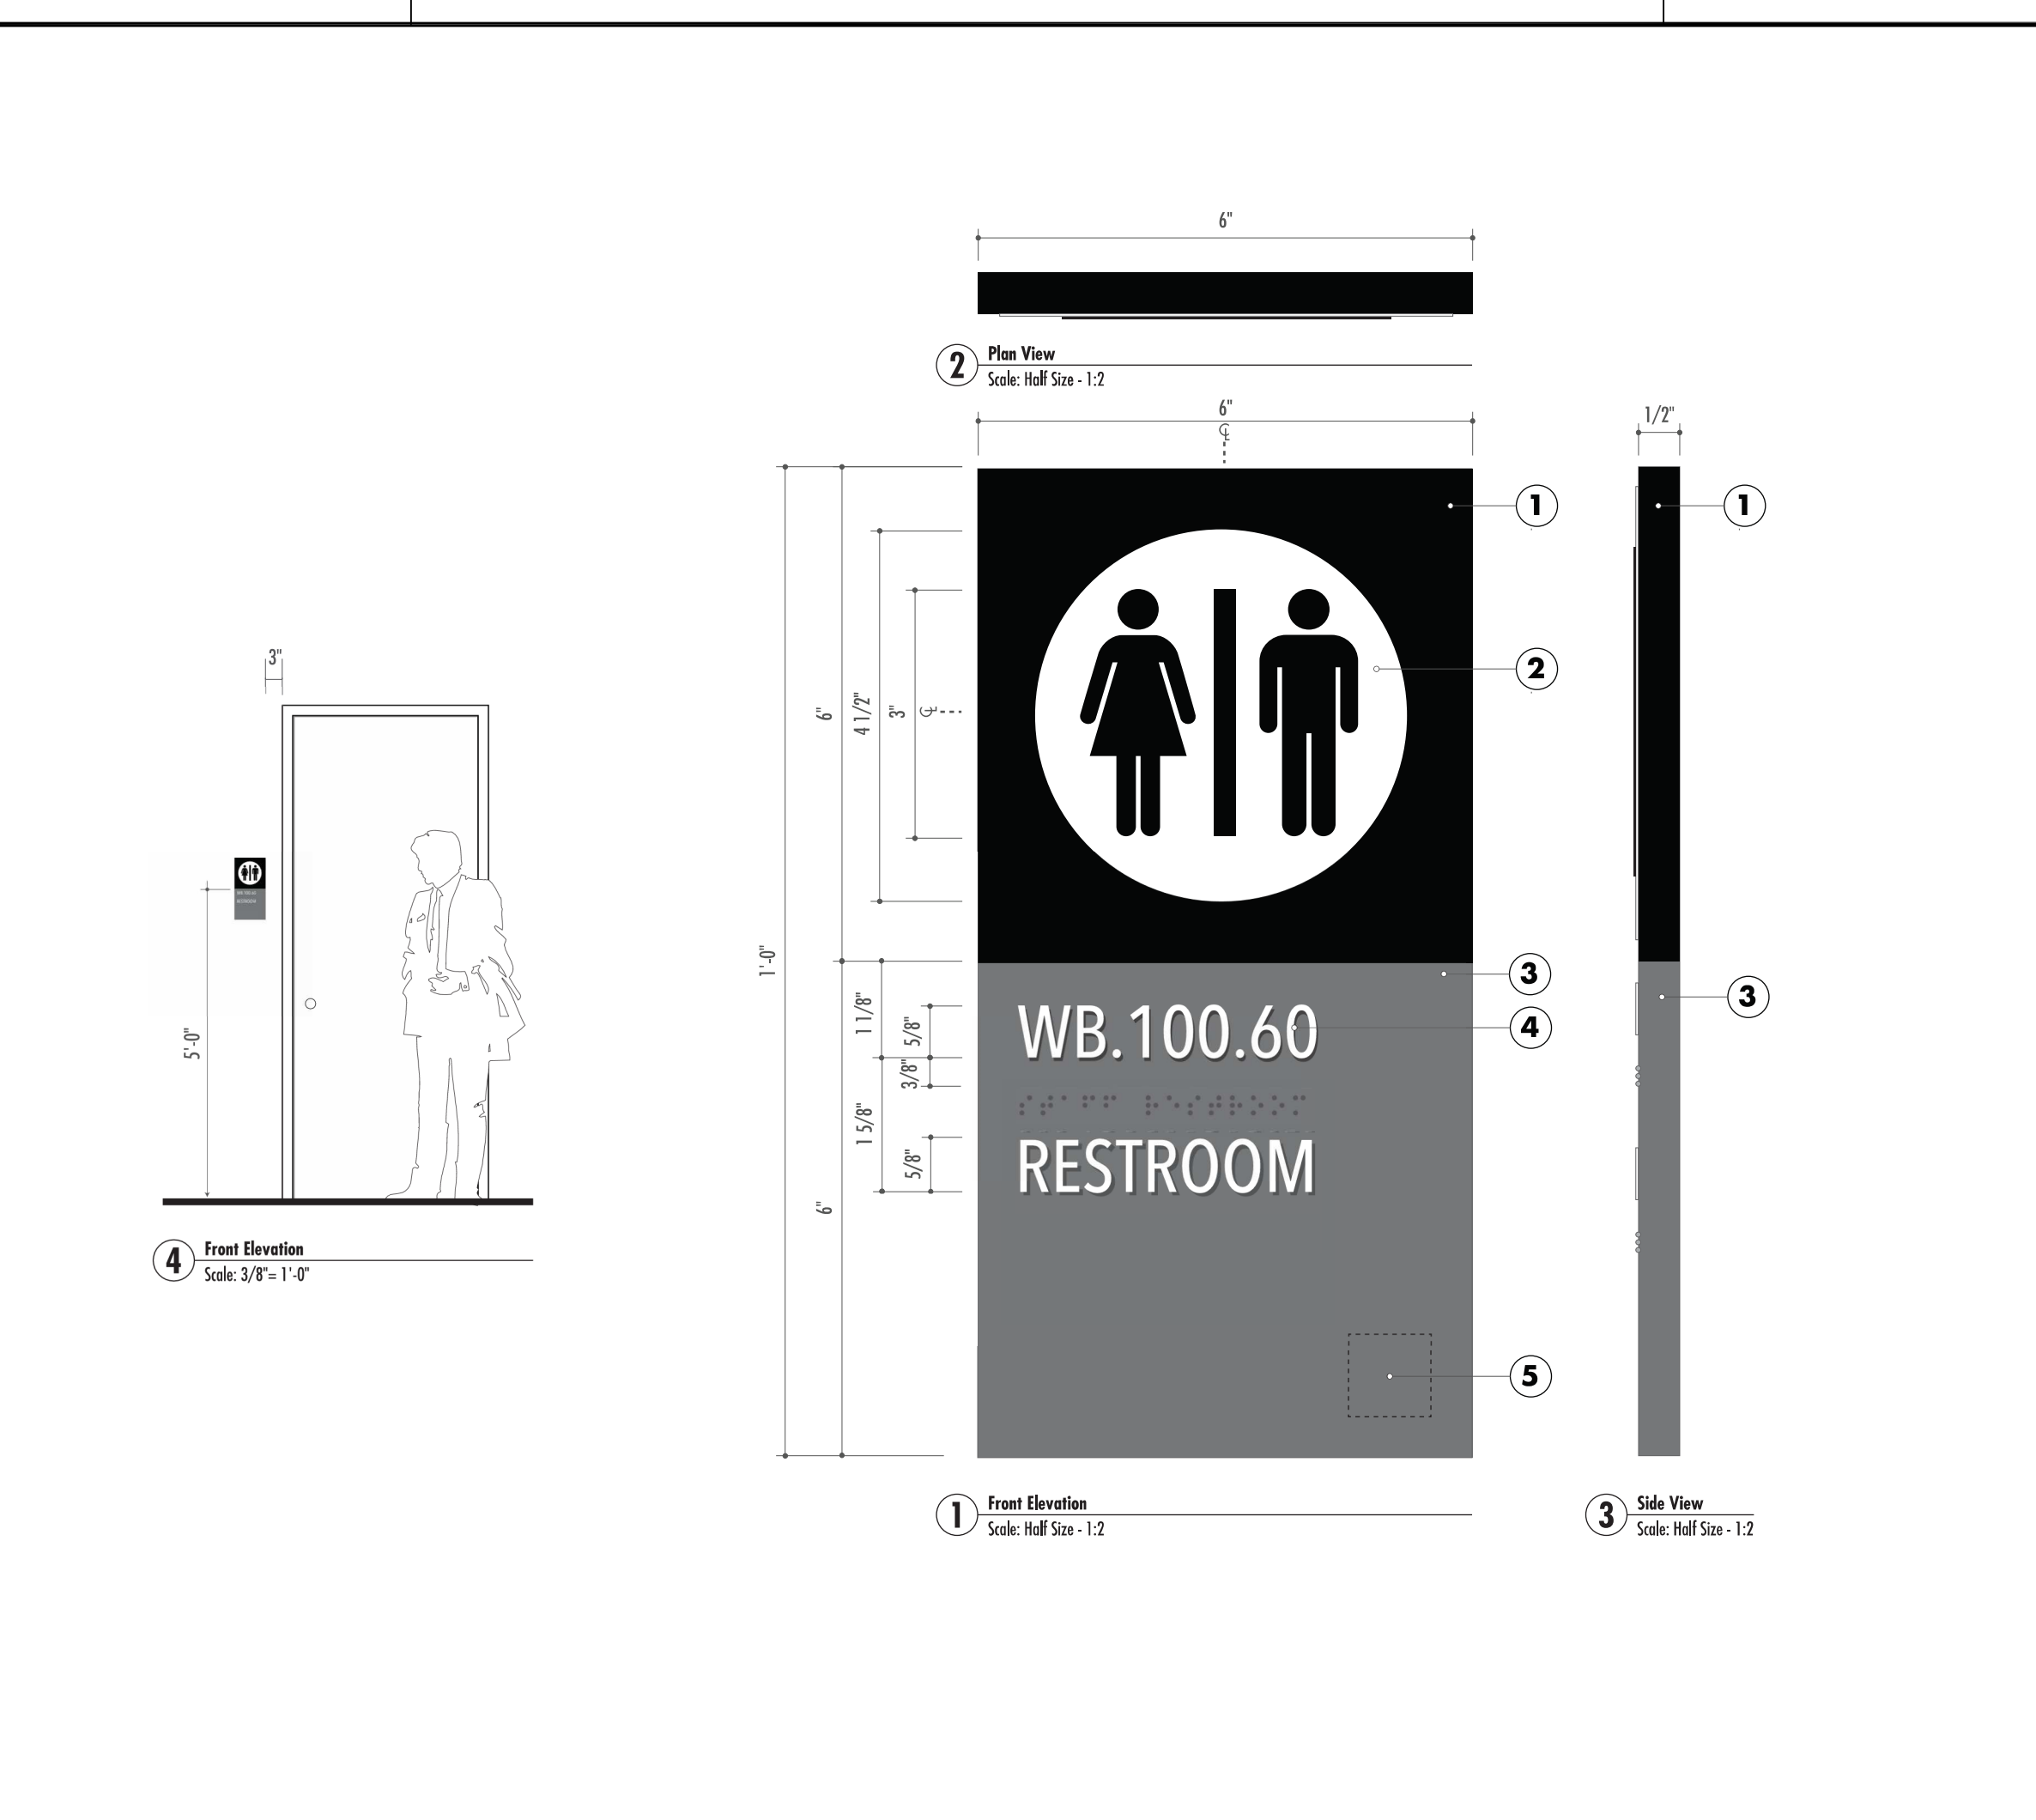 6"
2 Plan View
Scale: Half Size - 1:2
6"
℄
1/2"
1
1
2
6"
4 1/2"
3"
℄
1'-0"
3
3
1 1/8"
5/8"
WB.100.60
4
3/8"
1 5/8"
5/8"
RESTROOM
6"
5
1 Front Elevation
Scale: Half Size - 1:2
3 Side View
Scale: Half Size - 1:2
3"
5'-0"
4 Front Elevation
Scale: 3/8"= 1'-0"